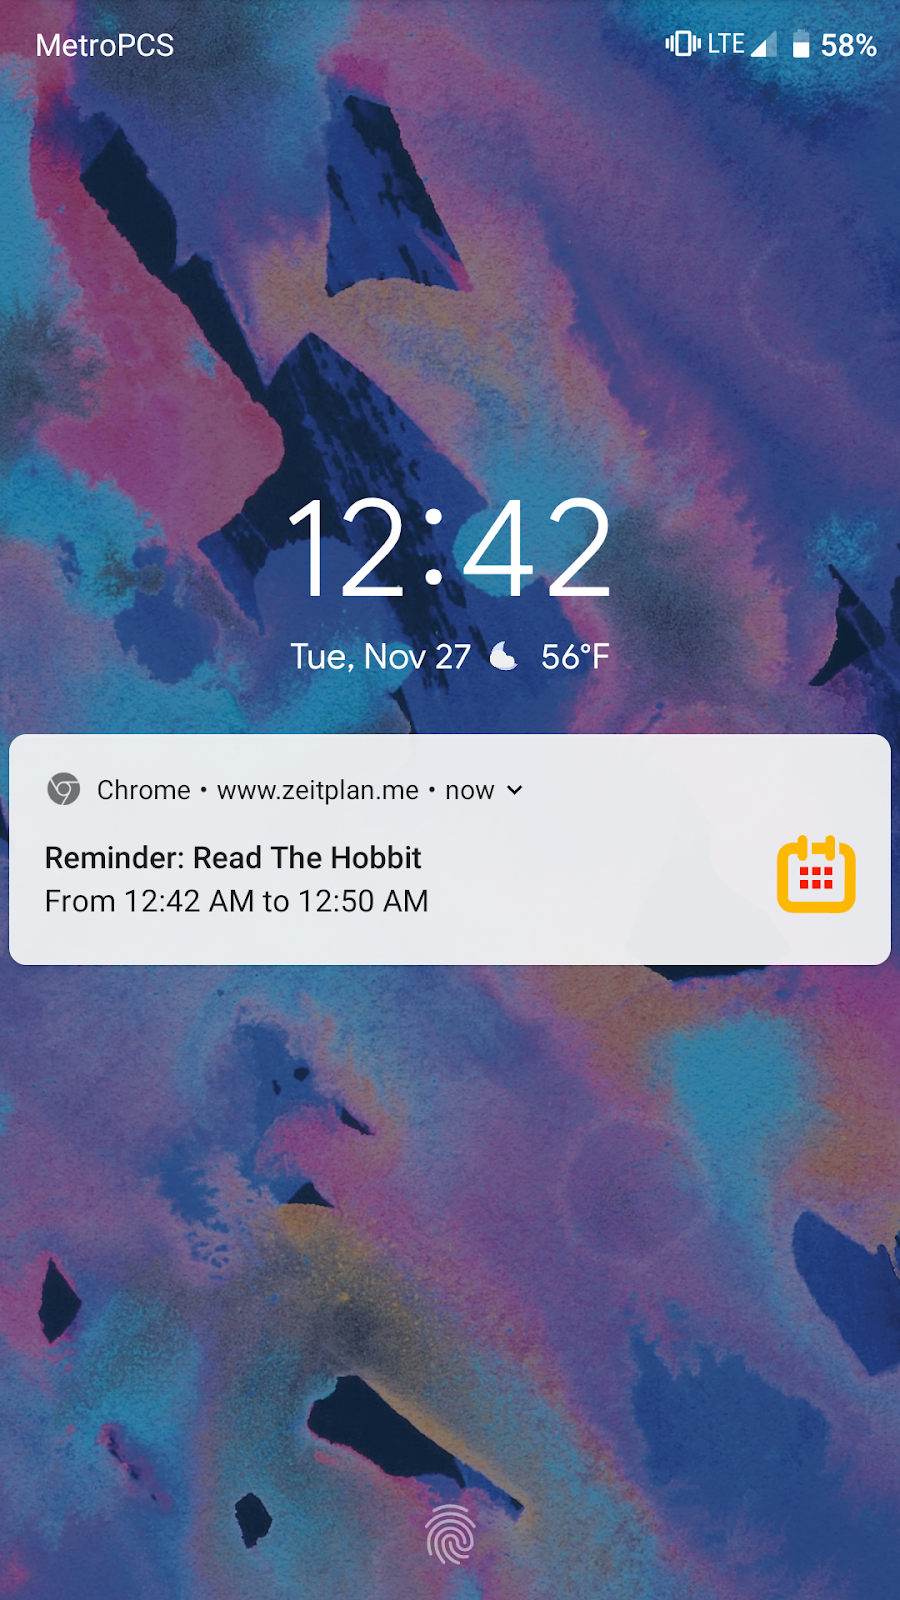 MetroPCS LTE 58%
12:42
Tue, Nov 27 56°F
Chrome • www.zeitplan.me • now
Reminder: Read The Hobbit
From 12:42 AM to 12:50 AM